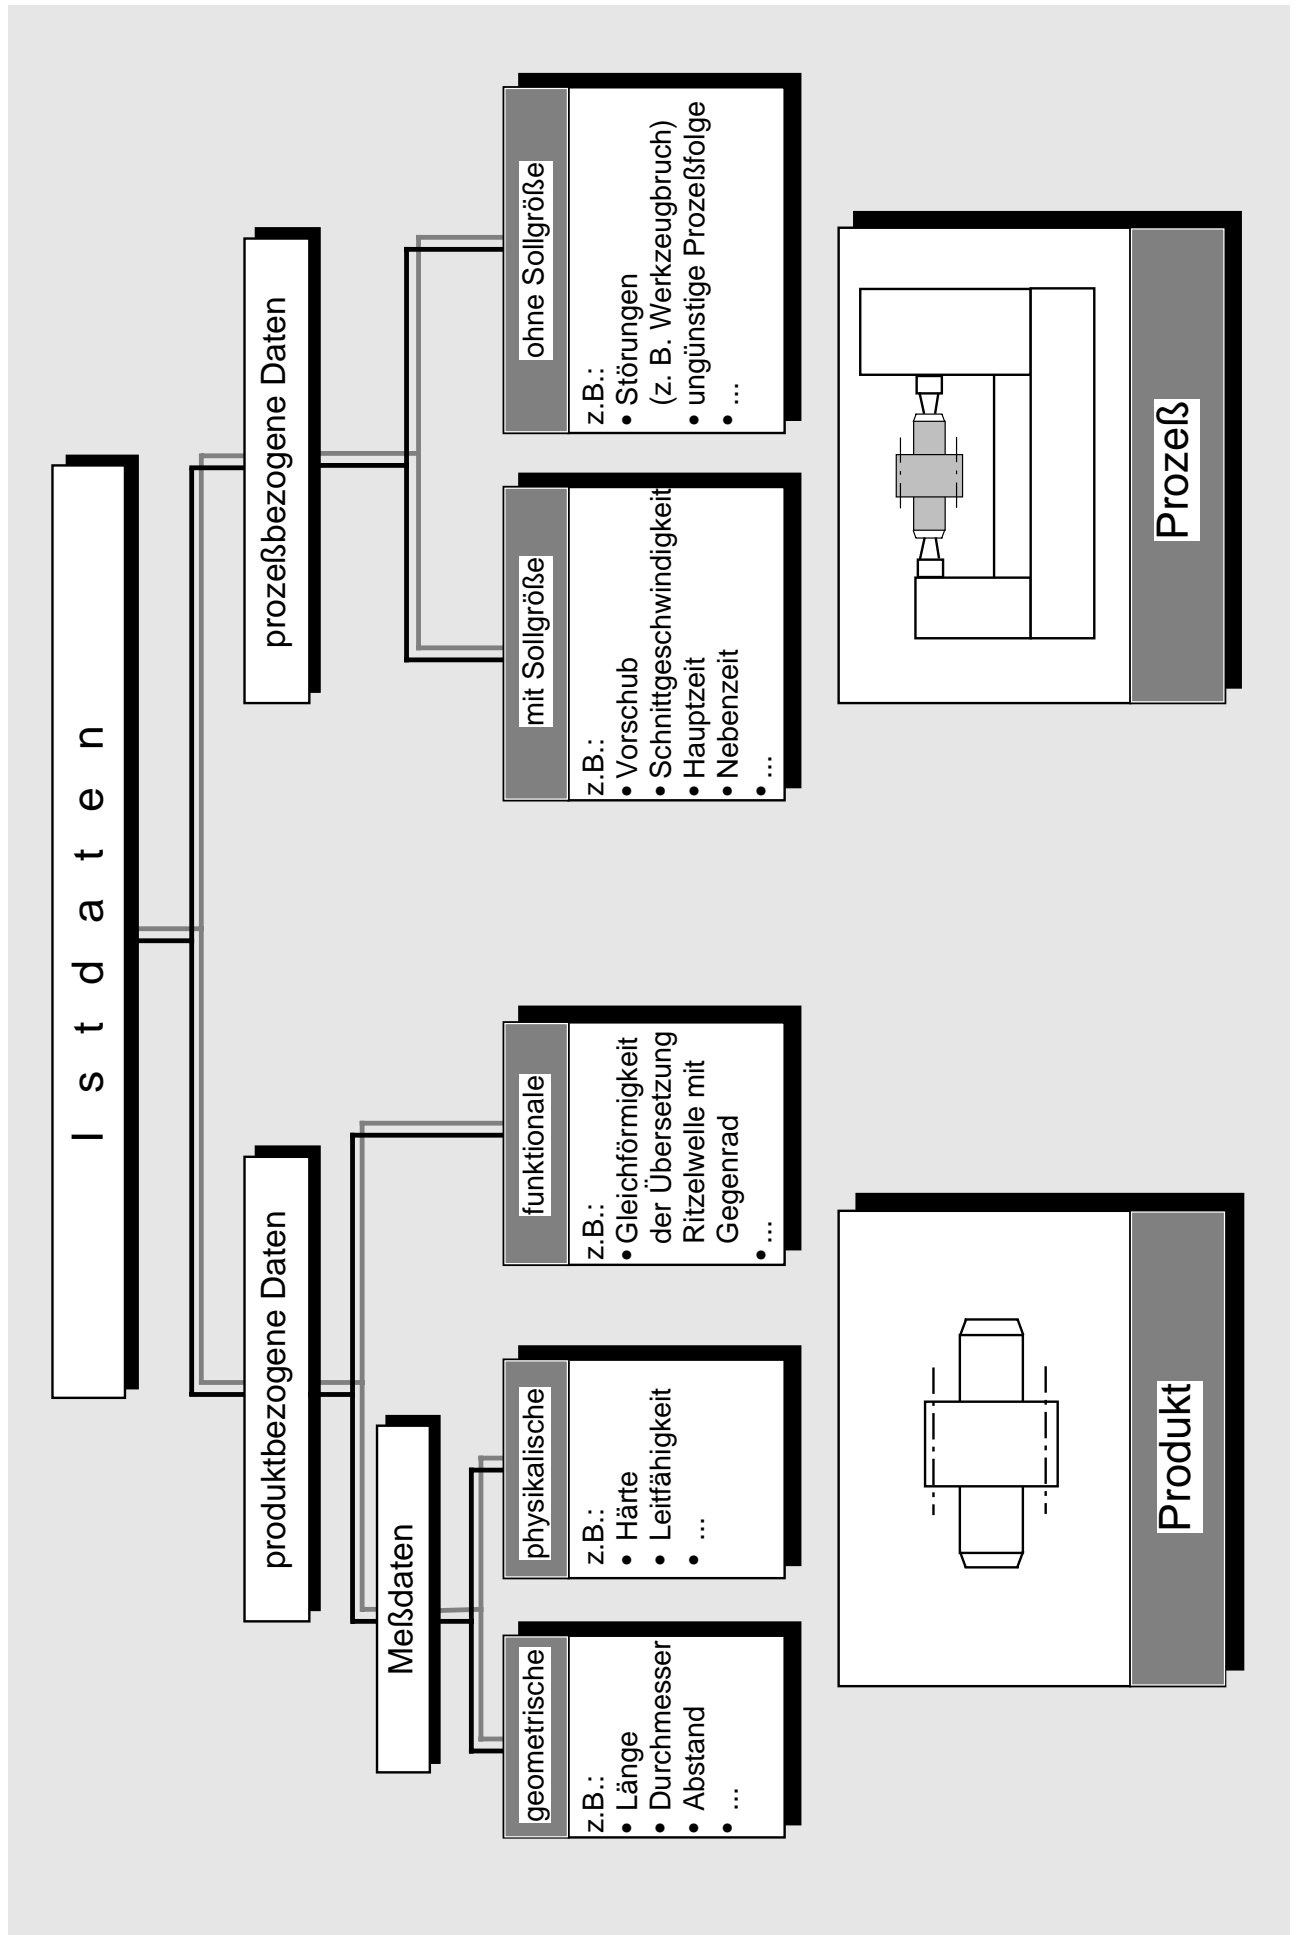 I s t d a t e n
produktbezogene Daten
prozeßbezogene Daten
Meßdaten
geometrische
z.B.:
• Länge
• Durchmesser
• Abstand
• ...
physikalische
z.B.:
• Härte
• Leitfähigkeit
• ...
funktionale
z.B.:
• Gleichförmigkeit
der Übersetzung
Ritzelwelle mit
Gegenrad
• ...
mit Sollgröße
z.B.:
• Vorschub
• Schnittgeschwindigkeit
• Hauptzeit
• Nebenzeit
• ...
ohne Sollgröße
z.B.:
• Störungen
(z. B. Werkzeugbruch)
• ungünstige Prozeßfolge
• ...
Produkt
Prozeß